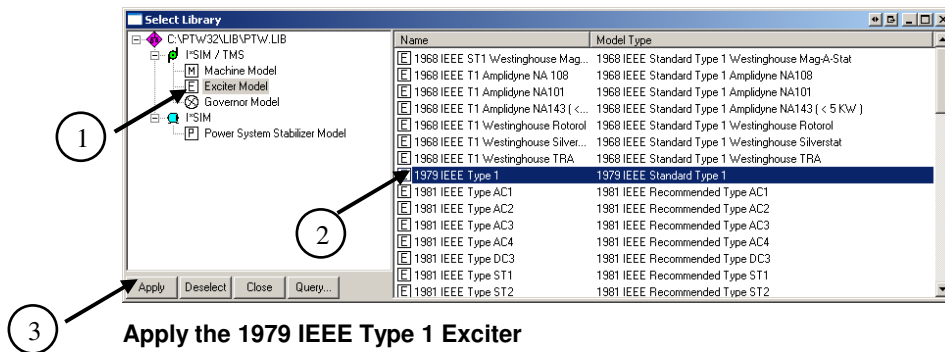 Select Library
C:\PTW32\LIB\PTW.LIB
I*SIM / TMS
M Machine Model
E Exciter Model
Governor Model
I*SIM
P Power System Stabilizer Model
Name Model Type
E 1968 IEEE ST1 Westinghouse Mag... 1968 IEEE Standard Type 1 Westinghouse Mag-A-Stat
E 1968 IEEE T1 Amplidyne NA 108 1968 IEEE Standard Type 1 Amplidyne NA108
E 1968 IEEE T1 Amplidyne NA101 1968 IEEE Standard Type 1 Amplidyne NA101
E 1968 IEEE T1 Amplidyne NA143 ( <... 1968 IEEE Standard Type 1 Amplidyne NA143 ( < 5 KW )
E 1968 IEEE T1 Westinghouse Rotorol 1968 IEEE Standard Type 1 Westinghouse Rotorol
E 1968 IEEE T1 Westinghouse Silver... 1968 IEEE Standard Type 1 Westinghouse Silverstat
E 1968 IEEE T1 Westinghouse TRA 1968 IEEE Standard Type 1 Westinghouse TRA
E 1979 IEEE Type 1 1979 IEEE Standard Type 1
E 1981 IEEE Type AC1 1981 IEEE Recommended Type AC1
E 1981 IEEE Type AC2 1981 IEEE Recommended Type AC2
E 1981 IEEE Type AC3 1981 IEEE Recommended Type AC3
E 1981 IEEE Type AC4 1981 IEEE Recommended Type AC4
E 1981 IEEE Type DC3 1981 IEEE Recommended Type DC3
E 1981 IEEE Type ST1 1981 IEEE Recommended Type ST1
E 1981 IEEE Type ST2 1981 IEEE Recommended Type ST2
Apply Deselect Close Query...
1
2
3
Apply the 1979 IEEE Type 1 Exciter